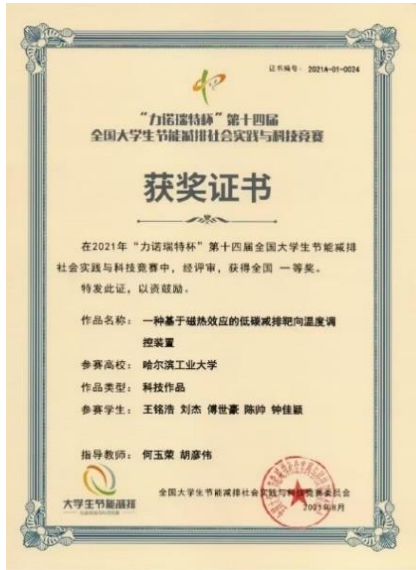 证书编号: 2021A-01-0024
“力诺瑞特杯”第十四届
全国大学生节能减排社会实践与科技竞赛
获奖证书
在2021年“力诺瑞特杯”第十四届全国大学生节能减排
社会实践与科技竞赛中，经评审，获得全国 一等奖。
特发此证，以资鼓励。
作品名称： 一种基于磁热效应的低碳减排靶向温度调
控装置
参赛高校： 哈尔滨工业大学
作品类型： 科技作品
参赛学生： 王铭浩 刘杰 傅世豪 陈帅 钟佳颖
指导教师： 何玉荣 胡彦伟
大学生节能减排
全国大学生节能减排社会实践与科技竞赛委员会
2021年8月